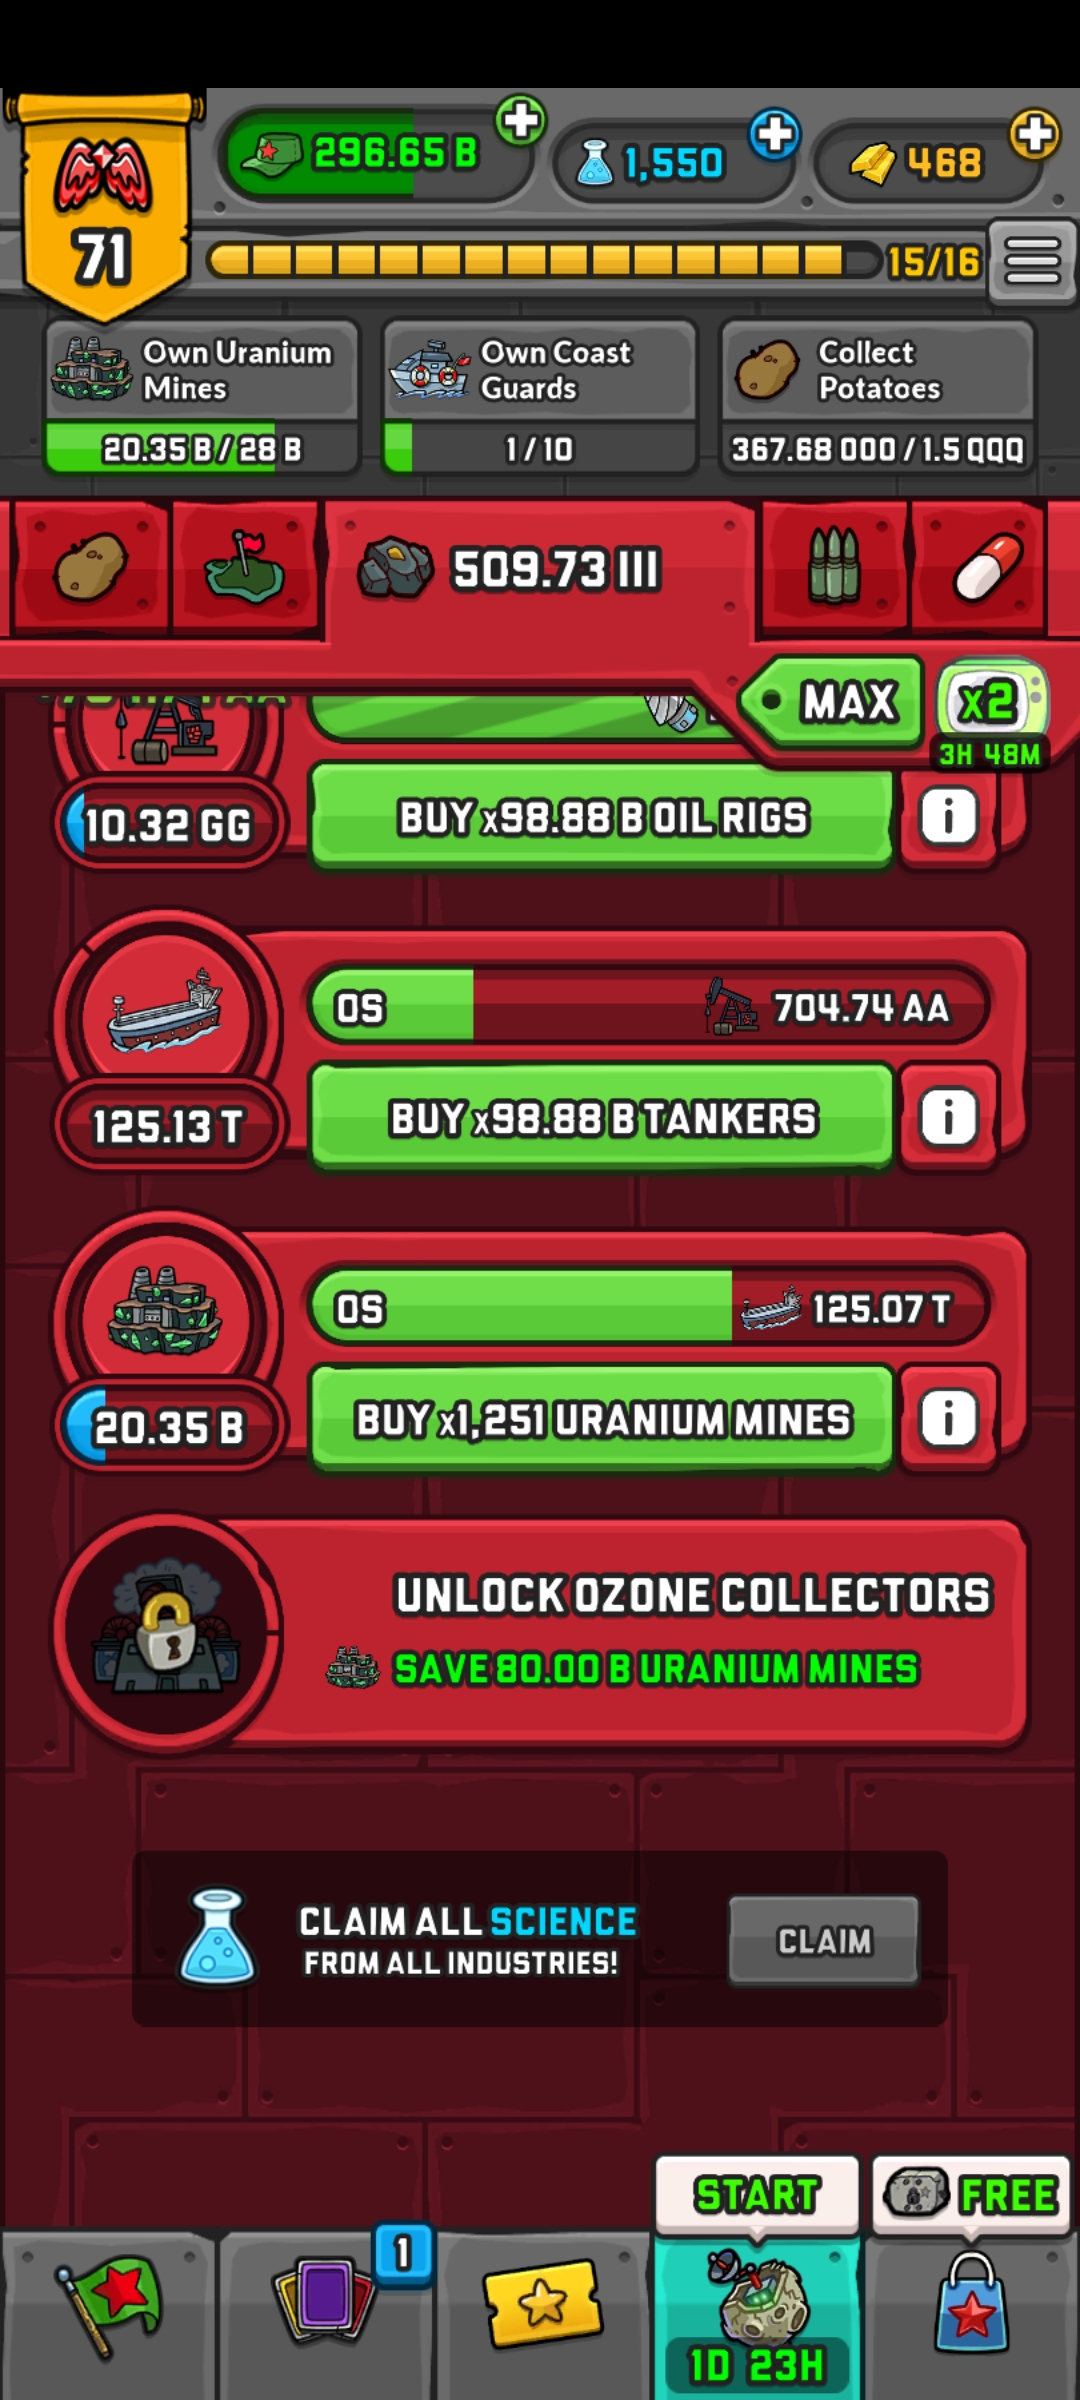 296.65 B
1,550
468
71
15/16
Own Uranium
Mines
20.35 B / 28 B
Own Coast
Guards
1 / 10
Collect
Potatoes
367.68 OOO / 1.5 QQQ
509.73 III
MAX
x2
3H 48M
10.32 GG
BUY x98.88 B OIL RIGS
i
0S
704.74 AA
125.13 T
BUY x98.88 B TANKERS
i
0S
125.07 T
20.35 B
BUY x1,251 URANIUM MINES
i
UNLOCK OZONE COLLECTORS
SAVE 80.00 B URANIUM MINES
CLAIM ALL SCIENCE
FROM ALL INDUSTRIES!
CLAIM
START
FREE
1
1D 23H